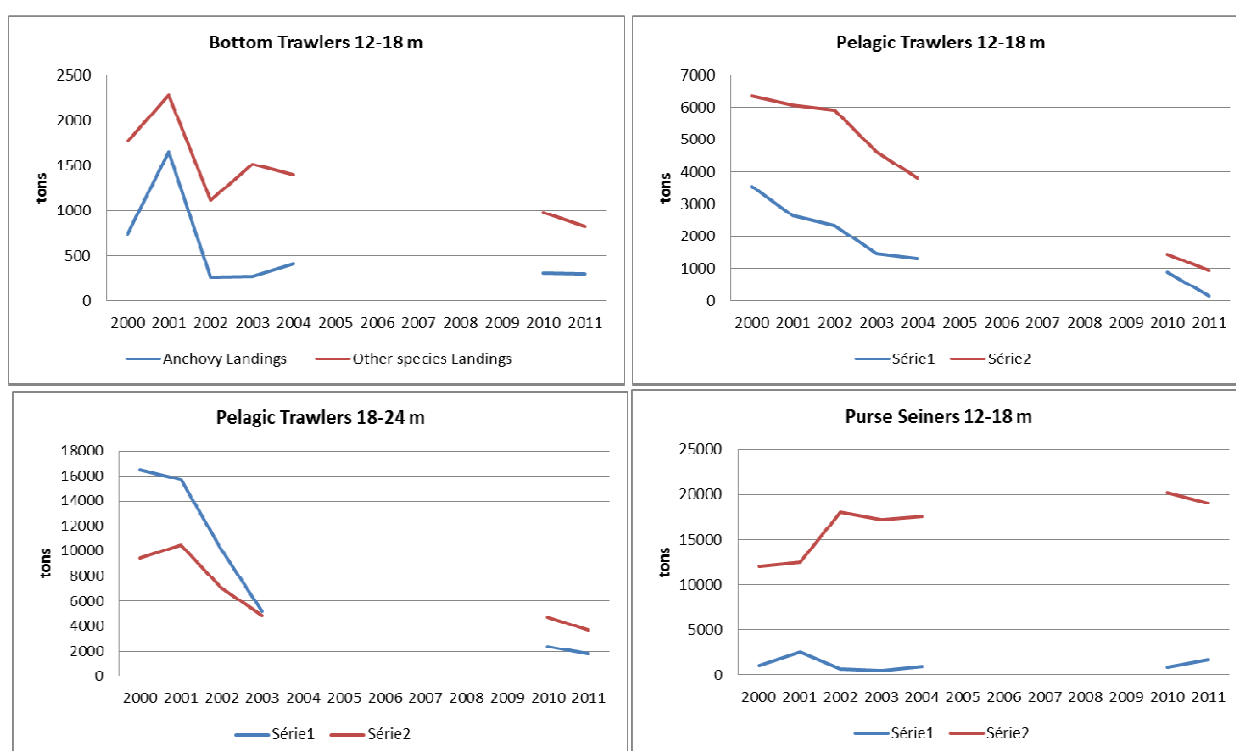 Bottom Trawlers 12-18 m
2500
2000
1500
1000
500
0
tons
2000 2001 2002 2003 2004 2005 2006 2007 2008 2009 2010 2011
Anchovy Landings Other species Landings
Pelagic Trawlers 12-18 m
7000
6000
5000
4000
3000
2000
1000
0
tons
2000 2001 2002 2003 2004 2005 2006 2007 2008 2009 2010 2011
Série1 Série2
Pelagic Trawlers 18-24 m
18000
16000
14000
12000
10000
8000
6000
4000
2000
0
tons
2000 2001 2002 2003 2004 2005 2006 2007 2008 2009 2010 2011
Série1 Série2
Purse Seiners 12-18 m
25000
20000
15000
10000
5000
0
tons
2000 2001 2002 2003 2004 2005 2006 2007 2008 2009 2010 2011
Série1 Série2